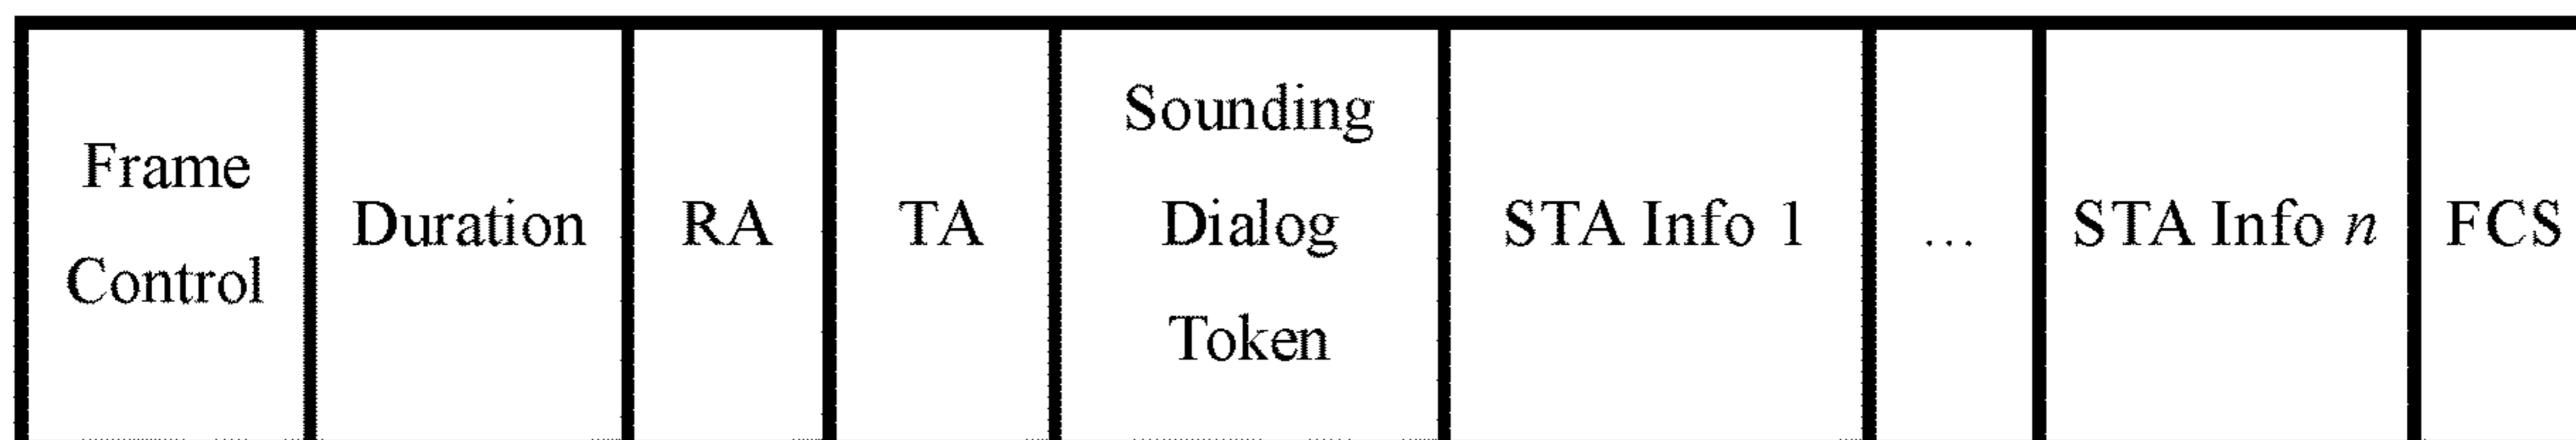 Frame
Control
Duration
RA
TA
Sounding
Dialog
Token
STA Info 1
...
STA Info n
FCS